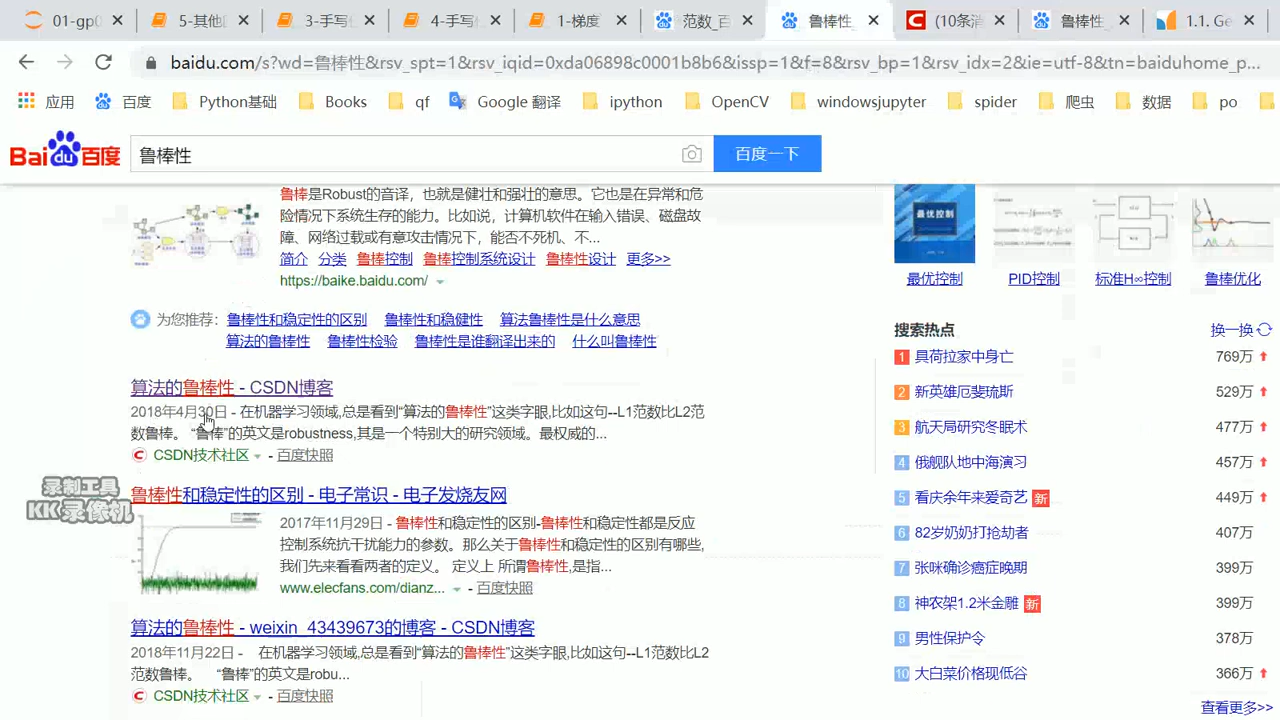 01-gp0
5-其他
3-手写
4-手写
1-梯度
范数_百
鲁棒性_
(10条消
鲁棒性_
1.1. Ge
baidu.com/s?wd=鲁棒性&rsv_spt=1&rsv_iqid=0xda06898c0001b8b6&issp=1&f=8&rsv_bp=1&rsv_idx=2&ie=utf-8&tn=baiduhome_p...
应用 百度 Python基础 Books qf Google 翻译 ipython OpenCV windowsjupyter spider 爬虫 数据 po
Bai du 百度
鲁棒性
百度一下
鲁棒是Robust的音译，也就是健壮和强壮的意思。它也是在异常和危
险情况下系统生存的能力。比如说，计算机软件在输入错误、磁盘故
障、网络过载或有意攻击情况下，能否不死机、不...
简介 分类 鲁棒控制 鲁棒控制系统设计 鲁棒性设计 更多>>
https://baike.baidu.com/
为您推荐： 鲁棒性和稳定性的区别 鲁棒性和稳健性 算法鲁棒性是什么意思
算法的鲁棒性 鲁棒性检验 鲁棒性是谁翻译出来的 什么叫鲁棒性
算法的鲁棒性 - CSDN博客
2018年4月30日 - 在机器学习领域,总是看到“算法的鲁棒性”这类字眼,比如这句--L1范数比L2范
数鲁棒。 “鲁棒”的英文是robustness,其是一个特别大的研究领域。最权威的...
CSDN技术社区 - 百度快照
录制工具
KK录像机
鲁棒性和稳定性的区别 - 电子常识 - 电子发烧友网
2017年11月29日 - 鲁棒性和稳定性的区别-鲁棒性和稳定性都是反应
控制系统抗干扰能力的参数。那么关于鲁棒性和稳定性的区别有哪些,
我们先来看看两者的定义。 定义上 所谓鲁棒性,是指...
www.elecfans.com/dianz... - 百度快照
算法的鲁棒性 - weixin_43439673的博客 - CSDN博客
2018年11月22日 - 在机器学习领域,总是看到“算法的鲁棒性”这类字眼,比如这句--L1范数比L2
范数鲁棒。 “鲁棒”的英文是robu...
CSDN技术社区 - 百度快照
最优控制
最优控制 PID控制 标准H∞控制 鲁棒优化
搜索热点 换一换
1 具荷拉家中身亡 769万
2 新英雄厄斐琉斯 529万
3 航天局研究冬眠术 477万
4 俄舰队地中海演习 457万
5 看庆余年来爱奇艺 新 449万
6 82岁奶奶打抢劫者 407万
7 张咪确诊癌症晚期 399万
8 神农架1.2米金雕 新 399万
9 男性保护令 378万
10 大白菜价格现低谷 366万
查看更多>>